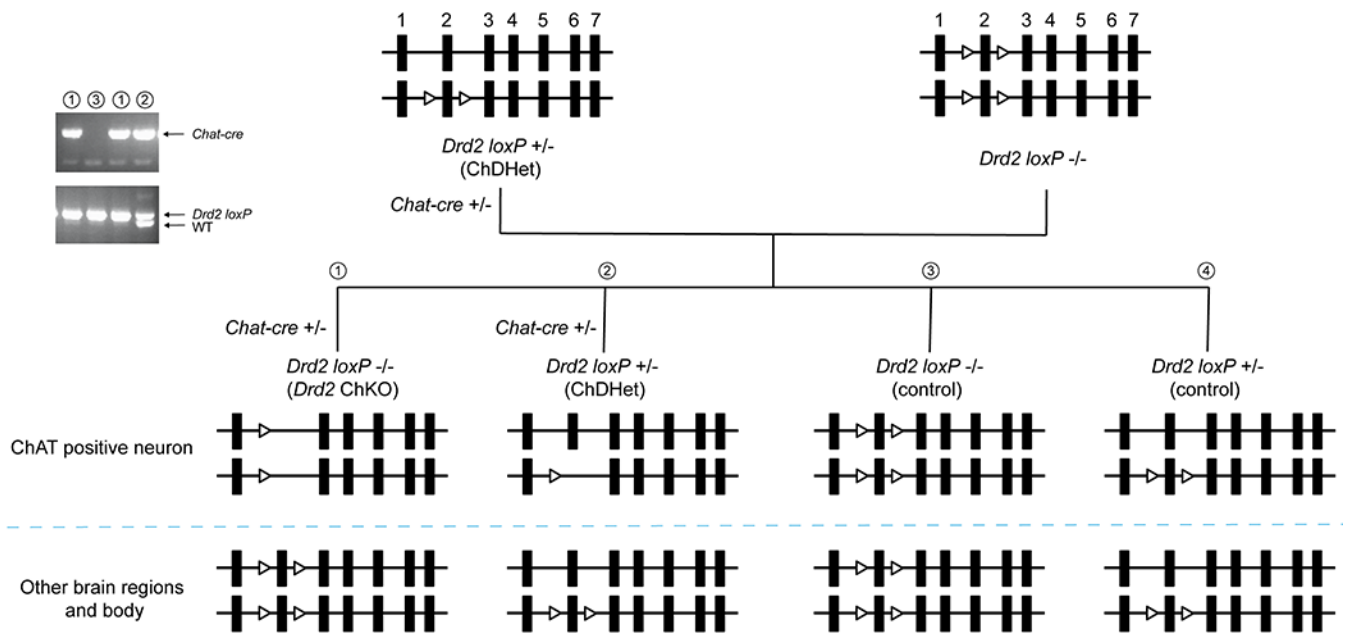 1 2 3 4 5 6 7
1 2 3 4 5 6 7
① ③ ① ②
Chat-cre
Drd2 loxP
WT
Drd2 loxP +/-
(ChDHet)
Drd2 loxP -/-
Chat-cre +/-
① ② ③ ④
Chat-cre +/-
Chat-cre +/-
Drd2 loxP -/-
(Drd2 ChKO)
Drd2 loxP +/-
(ChDHet)
Drd2 loxP -/-
(control)
Drd2 loxP +/-
(control)
ChAT positive neuron
Other brain regions
and body